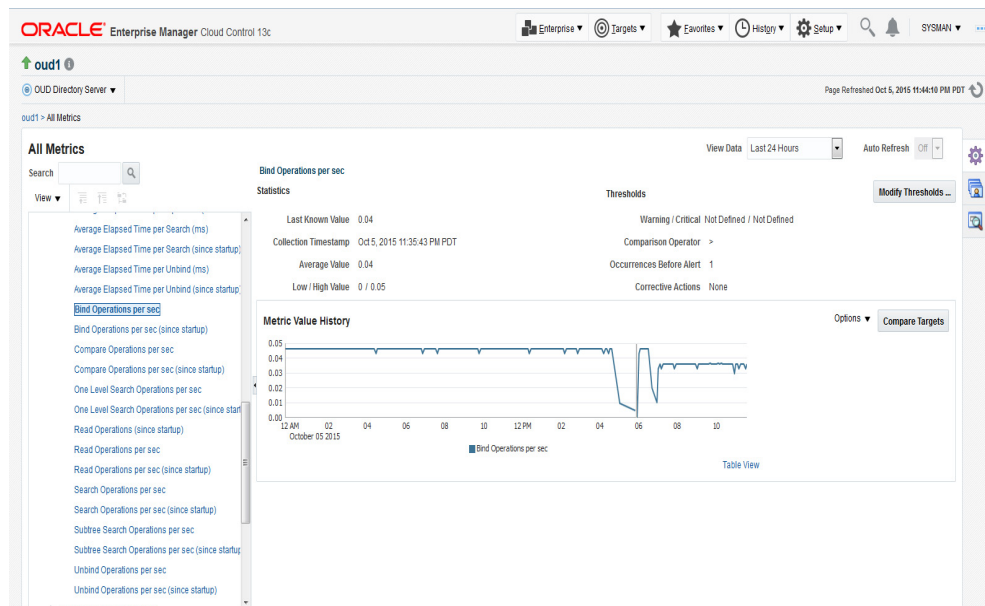 ORACLE Enterprise Manager Cloud Control 13c
Enterprise ▼ Targets ▼ Favorites ▼ History ▼ Setup ▼ SYSMAN ▼ ...
oud1
OUD Directory Server ▼
Page Refreshed Oct 5, 2015 11:44:10 PM PDT
oud1 > All Metrics
All Metrics
View Data Last 24 Hours
Auto Refresh Off
Search
View ▼
Average Elapsed Time per Search (ms)
Average Elapsed Time per Search (since startup)
Average Elapsed Time per Unbind (ms)
Average Elapsed Time per Unbind (since startup)
Bind Operations per sec
Bind Operations per sec (since startup)
Compare Operations per sec
Compare Operations per sec (since startup)
One Level Search Operations per sec
One Level Search Operations per sec (since start
Read Operations (since startup)
Read Operations per sec
Read Operations per sec (since startup)
Search Operations per sec
Search Operations per sec (since startup)
Subtree Search Operations per sec
Subtree Search Operations per sec (since startup
Unbind Operations per sec
Unbind Operations per sec (since startup)
Bind Operations per sec
Statistics
Last Known Value 0.04
Collection Timestamp Oct 5, 2015 11:35:43 PM PDT
Average Value 0.04
Low / High Value 0 / 0.05
Thresholds
Modify Thresholds ...
Warning / Critical Not Defined / Not Defined
Comparison Operator >
Occurrences Before Alert 1
Corrective Actions None
Metric Value History
Options ▼ Compare Targets
0.05
0.04
0.03
0.02
0.01
0.00
12 AM 02 04 06 08 10 12 PM 02 04 06 08 10
October 05 2015
Bind Operations per sec
Table View